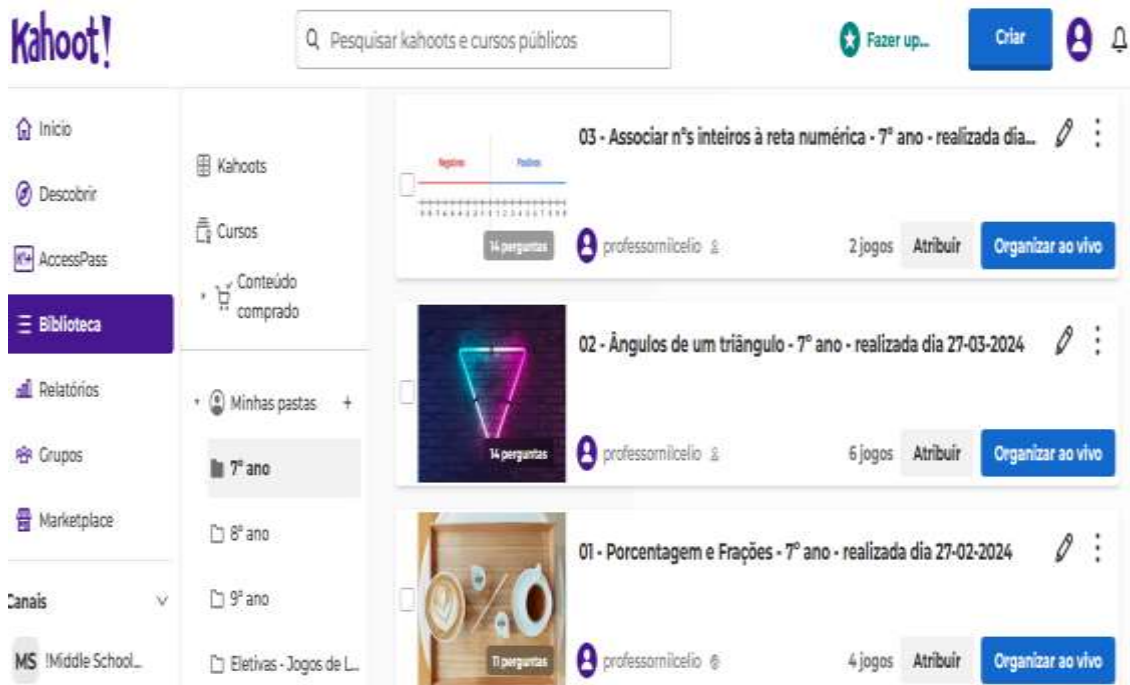 Kahoot!
Pesquisar kahoots e cursos públicos
Fazer up...
Criar
Início
Descobrir
K!+ AccessPass
Biblioteca
Relatórios
Grupos
Marketplace
Canais
MS !Middle School...
Kahoots
Cursos
Conteúdo
comprado
Minhas pastas +
7º ano
8º ano
9º ano
Eletivas - Jogos de L...
03 - Associar nºs inteiros à reta numérica - 7º ano - realizada dia...
Negativos Positivos
14 perguntas
professornilcelio
2 jogos Atribuir Organizar ao vivo
02 - Ângulos de um triângulo - 7º ano - realizada dia 27-03-2024
14 perguntas
professornilcelio
6 jogos Atribuir Organizar ao vivo
01 - Porcentagem e Frações - 7º ano - realizada dia 27-02-2024
11 perguntas
professornilcelio
4 jogos Atribuir Organizar ao vivo